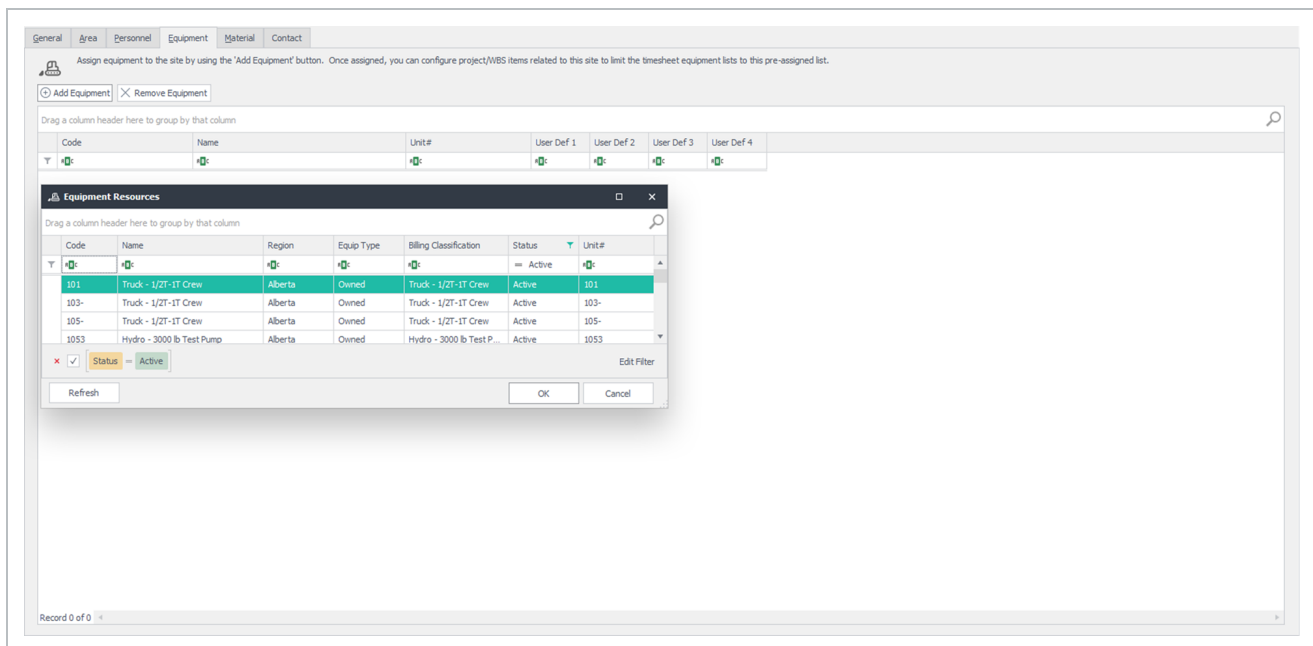 General Area Personnel Equipment Material Contact
Assign equipment to the site by using the 'Add Equipment' button. Once assigned, you can configure project/WBS items related to this site to limit the timesheet equipment lists to this pre-assigned list.
Add Equipment Remove Equipment
Drag a column header here to group by that column
Code Name Unit# User Def 1 User Def 2 User Def 3 User Def 4
Equipment Resources
Drag a column header here to group by that column
Code Name Region Equip Type Billing Classification Status Unit#
= Active
101 Truck - 1/2T-1T Crew Alberta Owned Truck - 1/2T-1T Crew Active 101
103- Truck - 1/2T-1T Crew Alberta Owned Truck - 1/2T-1T Crew Active 103-
105- Truck - 1/2T-1T Crew Alberta Owned Truck - 1/2T-1T Crew Active 105-
1053 Hydro - 3000 lb Test Pump Alberta Owned Hydro - 3000 lb Test P... Active 1053
Status = Active Edit Filter
Refresh OK Cancel
Record 0 of 0